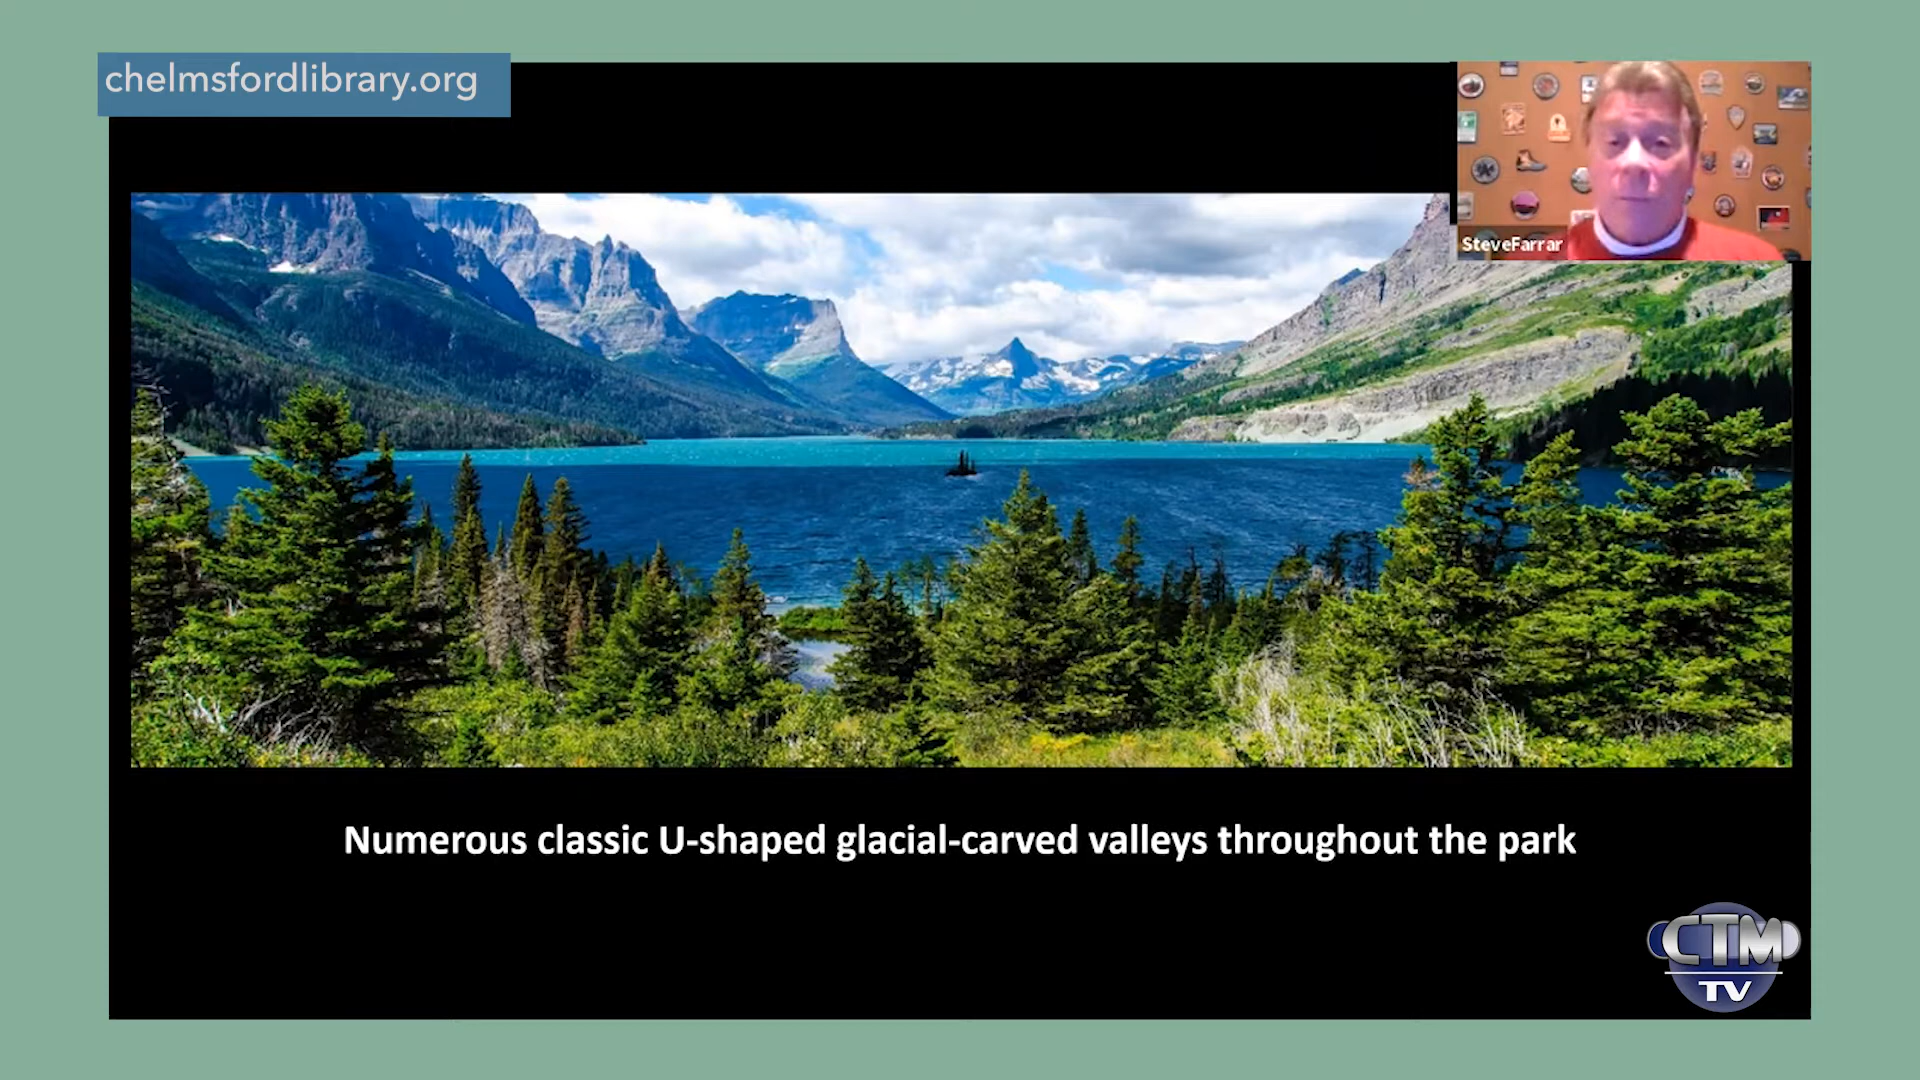 chelmsfordlibrary.org
SteveFarrar
Numerous classic U-shaped glacial-carved valleys throughout the park
CTM
TV